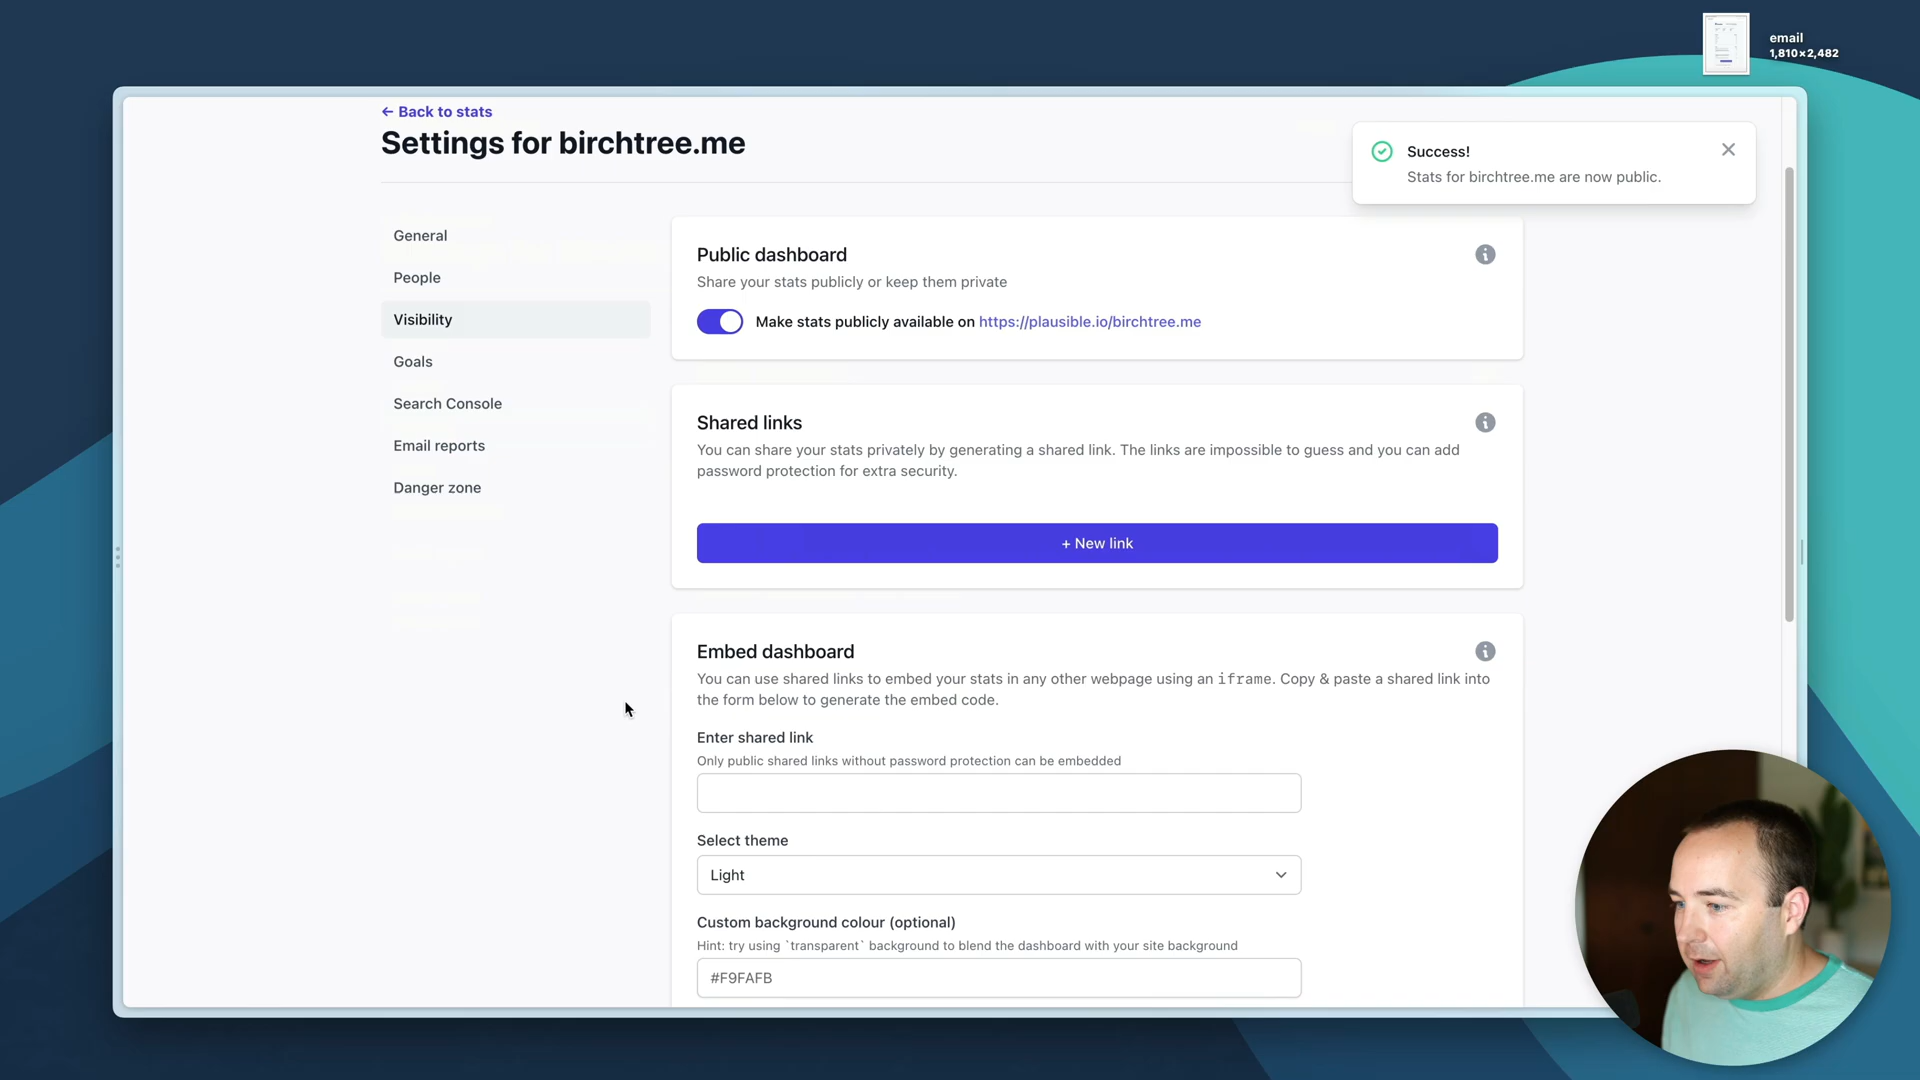 email
1,810×2,482
← Back to stats
Settings for birchtree.me
Success!
Stats for birchtree.me are now public.
General
People
Visibility
Goals
Search Console
Email reports
Danger zone
Public dashboard
Share your stats publicly or keep them private
Make stats publicly available on https://plausible.io/birchtree.me
Shared links
You can share your stats privately by generating a shared link. The links are impossible to guess and you can add
password protection for extra security.
+ New link
Embed dashboard
You can use shared links to embed your stats in any other webpage using an iframe. Copy & paste a shared link into
the form below to generate the embed code.
Enter shared link
Only public shared links without password protection can be embedded
Select theme
Light
Custom background colour (optional)
Hint: try using `transparent` background to blend the dashboard with your site background
#F9FAFB